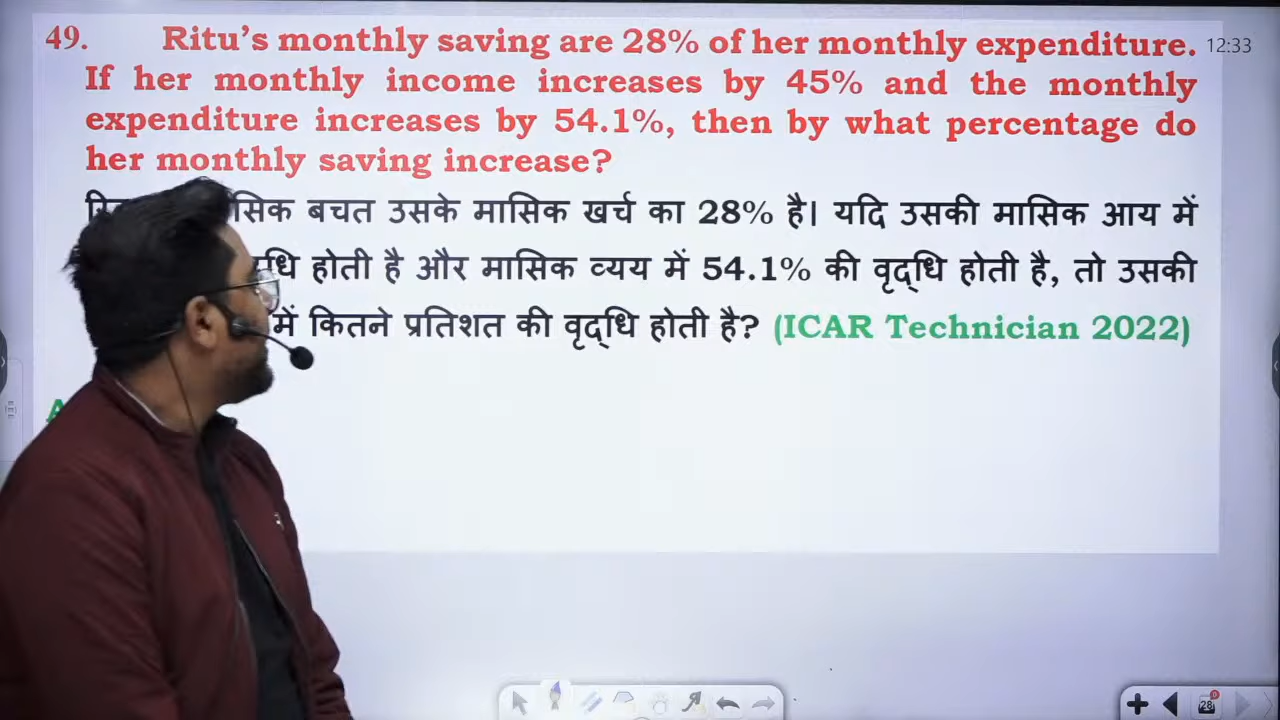 49. Ritu's monthly saving are 28% of her monthly expenditure.
12:33
If her monthly income increases by 45% and the monthly
expenditure increases by 54.1%, then by what percentage do
her monthly saving increase?
बचत उसके मासिक खर्च का 28% है। यदि उसकी मासिक आय में
होती है और मासिक व्यय में 54.1% की वृद्धि होती है, तो उसकी
में कितने प्रतिशत की वृद्धि होती है? (ICAR Technician 2022)
28